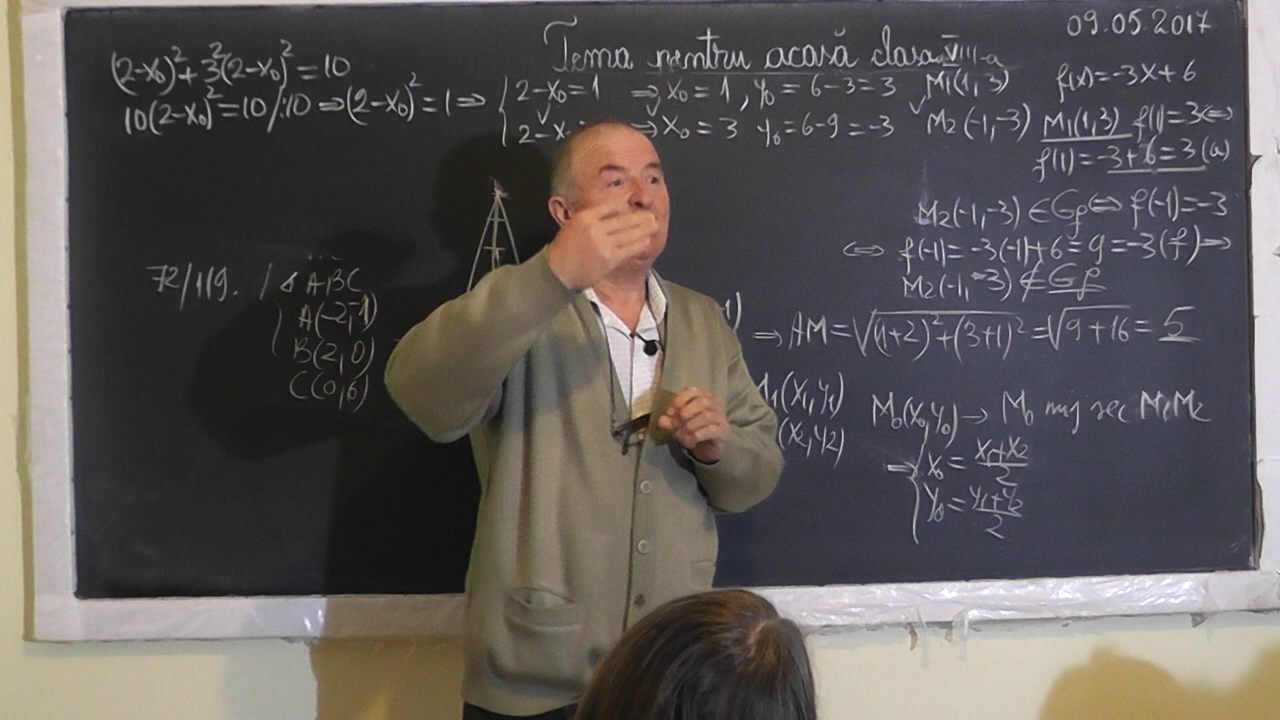 09.05.2017
Tema pentru acasă clasa VIII-a
(2-x₀)²+3²(2-x₀)²=10
10(2-x₀)²=10/:10 ⇒(2-x₀)²=1⇒
2-x₀=1 ⇒x₀=1, y₀=6-3=3 M₁(1,3)
2-x ⇒x₀=3 y₀=6-9=-3 M₂(-1,-3)
f(x)=-3x+6
M₁(1,3) f(1)=3⇔
f(1)=-3+6=3(a)
M₂(-1,-3)∈Gf⇔f(-1)=-3
⇔ f(-1)=-3(-1)+6=9=-3(f)⇒
M₂(-1,-3)∉Gf
72/119. ABC
A(-2,-1)
B(2,0)
C(0,6)
⇒AM=√(1+2)²+(3+1)²=√9+16=5
(x₁,y₁)
(x₂,y₂)
M₀(x₀,y₀)→ M₀ mij seg M₁M₂
⇒ x₀=x₁+x₂/2
y₀=y₁+y₂/2